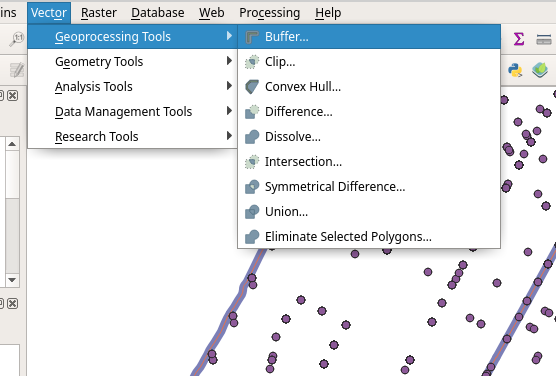 ins Vector Raster Database Web Processing Help
Geoprocessing Tools
Geometry Tools
Analysis Tools
Data Management Tools
Research Tools
Buffer...
Clip...
Convex Hull...
Difference...
Dissolve...
Intersection...
Symmetrical Difference...
Union...
Eliminate Selected Polygons...